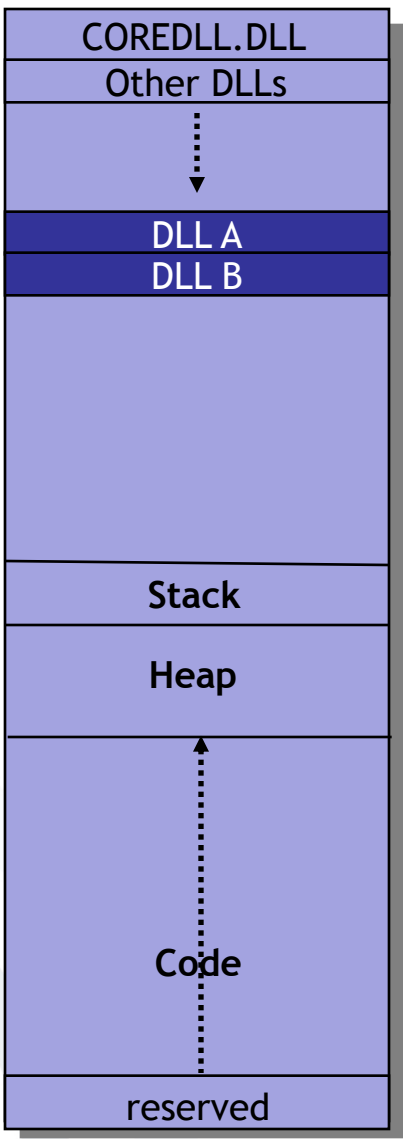 COREDLL.DLL
Other DLLs
DLL A
DLL B
Stack
Heap
Code
reserved